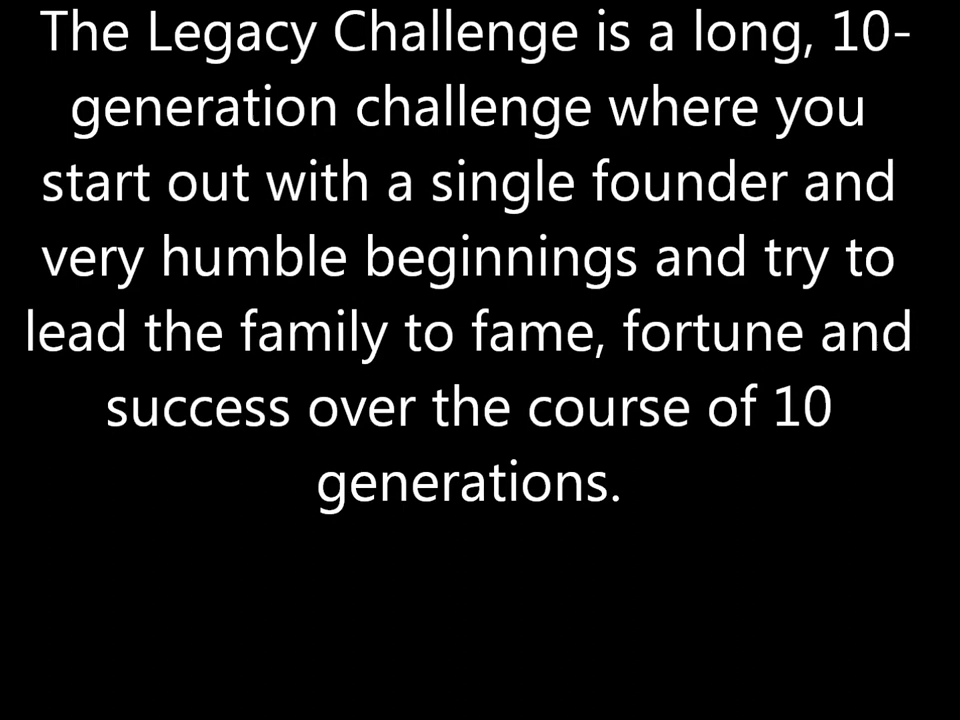 The Legacy Challenge is a long, 10-
generation challenge where you
start out with a single founder and
very humble beginnings and try to
lead the family to fame, fortune and
success over the course of 10
generations.